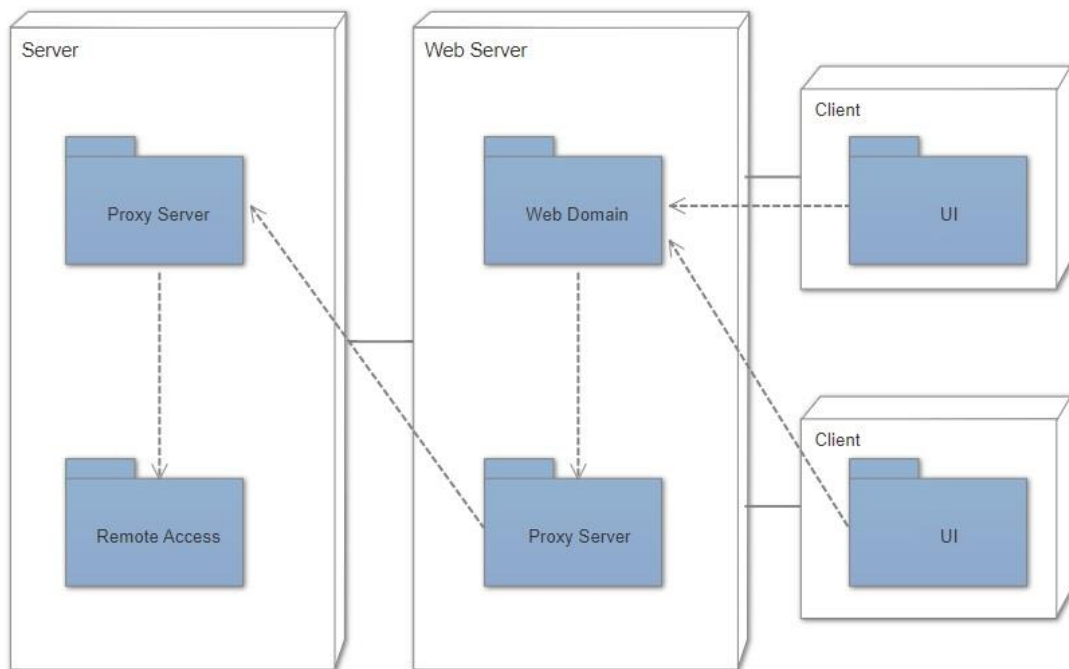 Server
Proxy Server
Remote Access
Web Server
Web Domain
Proxy Server
Client
UI
Client
UI